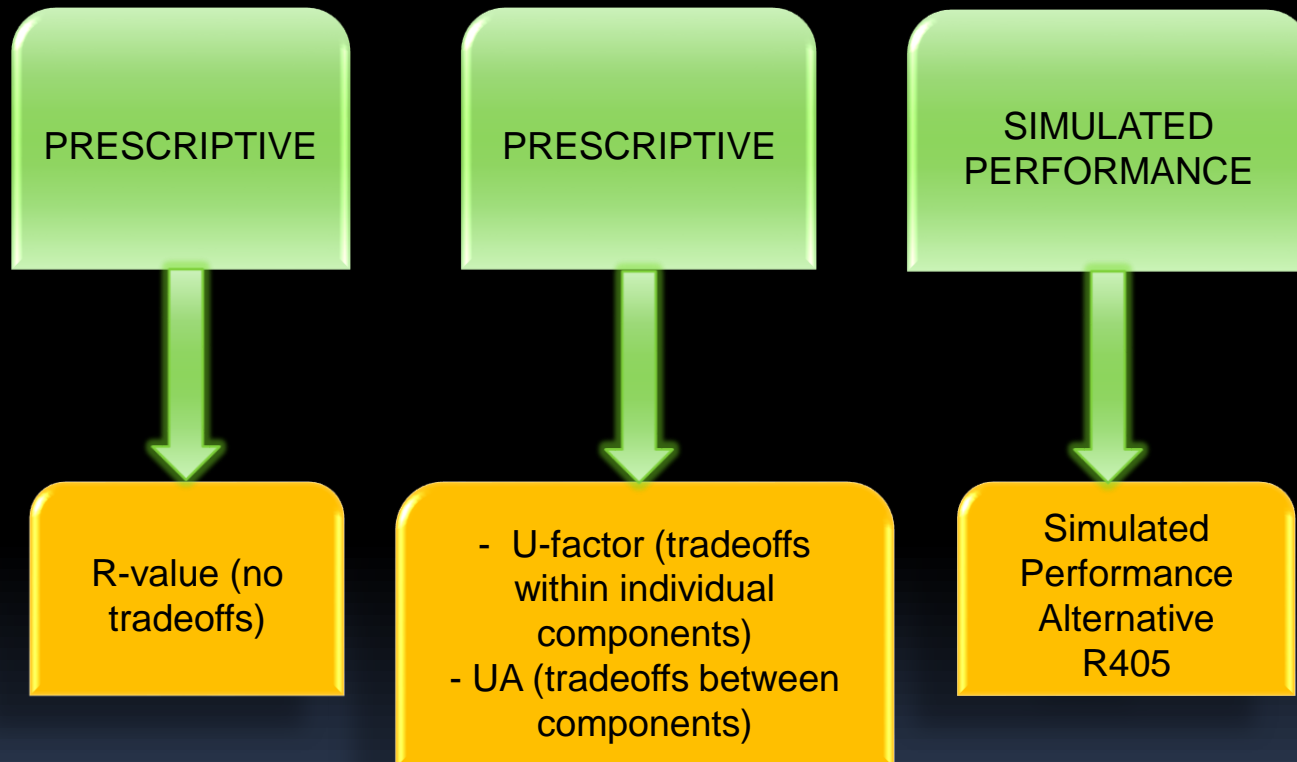 PRESCRIPTIVE
PRESCRIPTIVE
SIMULATED
PERFORMANCE
R-value (no
tradeoffs)
- U-factor (tradeoffs
within individual
components)
- UA (tradeoffs between
components)
Simulated
Performance
Alternative
R405